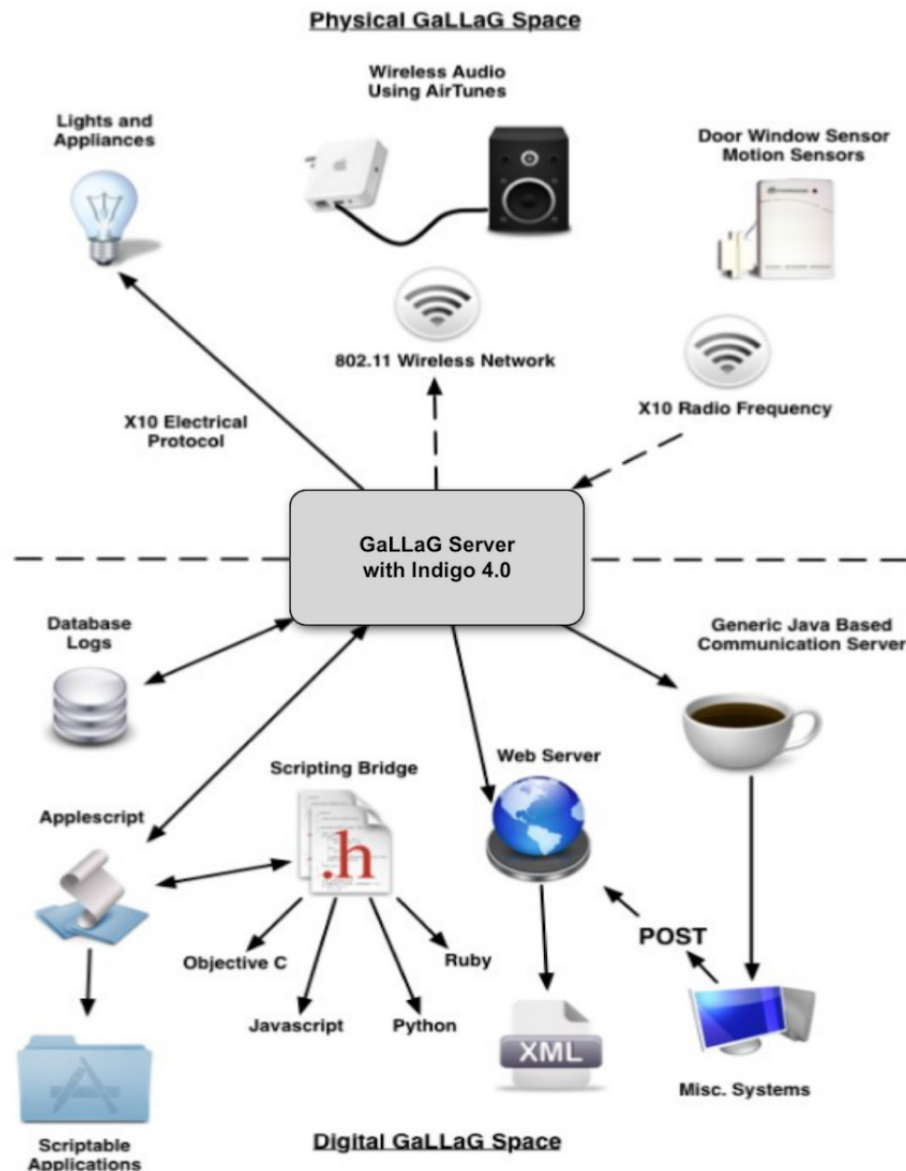 Physical GaLLaG Space
Wireless Audio
Using AirTunes
Lights and
Appliances
Door Window Sensor
Motion Sensors
802.11 Wireless Network
X10 Radio Frequency
X10 Electrical
Protocol
GaLLaG Server
with Indigo 4.0
Database
Logs
Generic Java Based
Communication Server
Web Server
Scripting Bridge
Applescript
.h
POST
Objective C
Ruby
Javascript
Python
XML
Misc. Systems
Scriptable
Applications
Digital GaLLaG Space